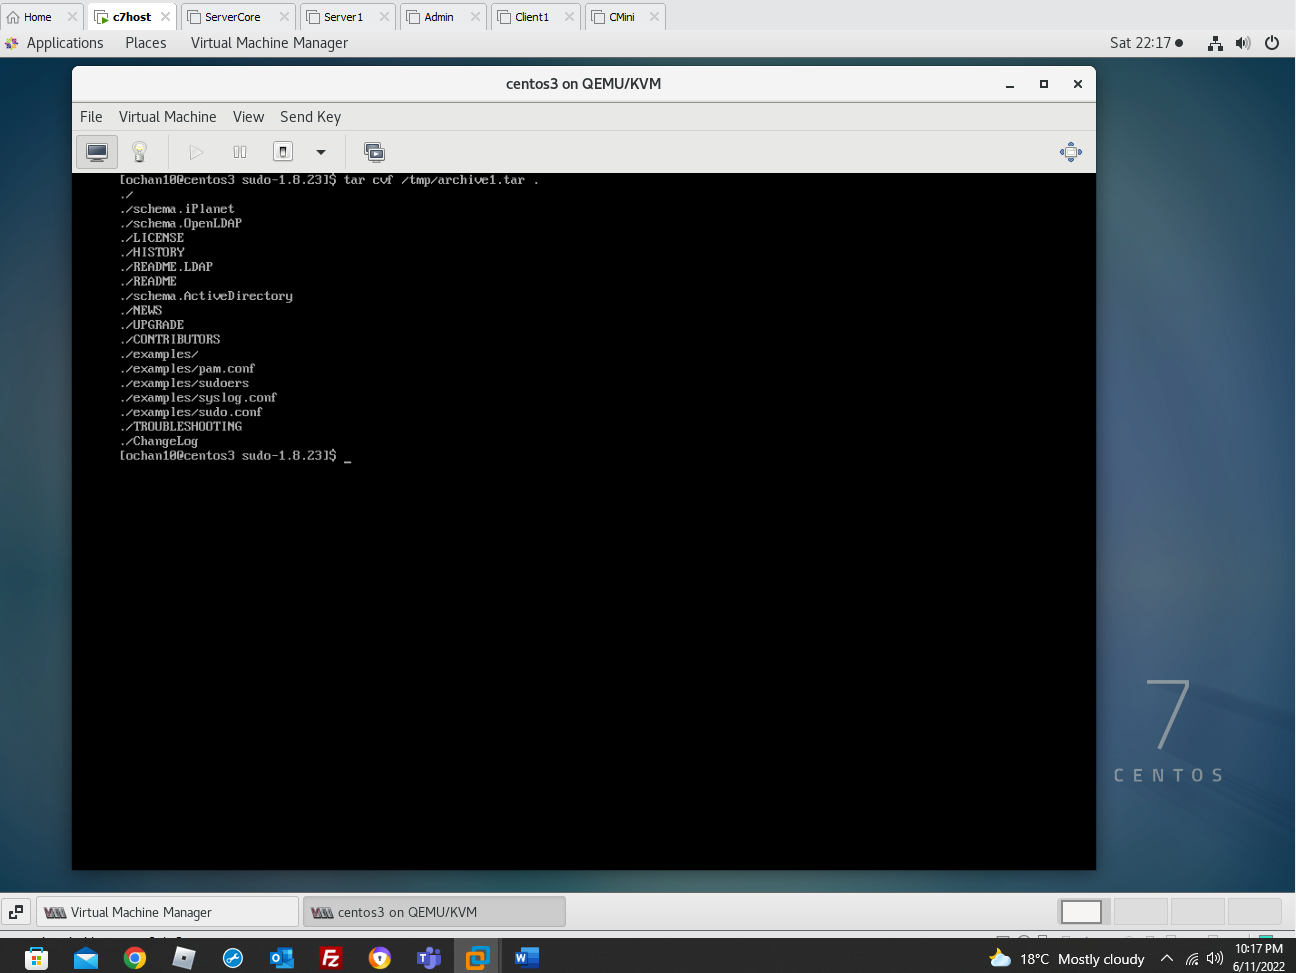 Home c7host ServerCore Server1 Admin Client1 CMini
Applications Places Virtual Machine Manager Sat 22:17
centos3 on QEMU/KVM
File Virtual Machine View Send Key
[ochan10@centos3 sudo-1.8.23]$ tar cvf /tmp/archive1.tar .
./
./schema.iPlanet
./schema.OpenLDAP
./LICENSE
./HISTORY
./README.LDAP
./README
./schema.ActiveDirectory
./NEWS
./UPGRADE
./CONTRIBUTORS
./examples/
./examples/pam.conf
./examples/sudoers
./examples/syslog.conf
./examples/sudo.conf
./TROUBLESHOOTING
./ChangeLog
[ochan10@centos3 sudo-1.8.23]$ _
7
CENTOS
Virtual Machine Manager centos3 on QEMU/KVM
18°C Mostly cloudy 10:17 PM
6/11/2022